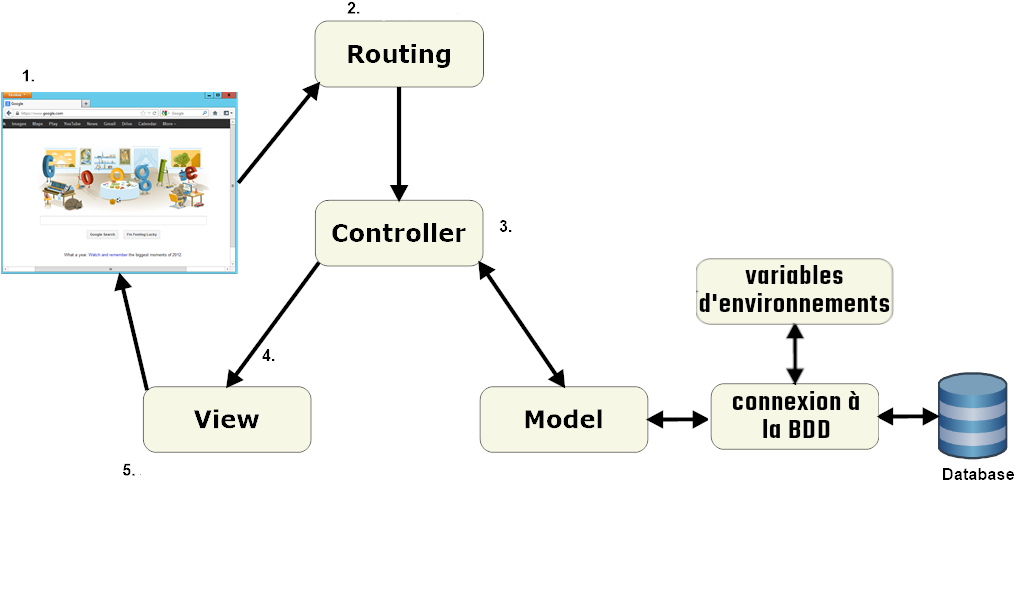 2.
Routing
1.
Google
https://www.google.com
Google
Images Maps Play YouTube News Gmail Drive Calendar More
Google
Google Search I'm Feeling Lucky
What a year. Watch and remember the biggest moments of 2012
Controller
3.
variables
d'environnements
4.
View
Model
connexion à
la BDD
5.
Database